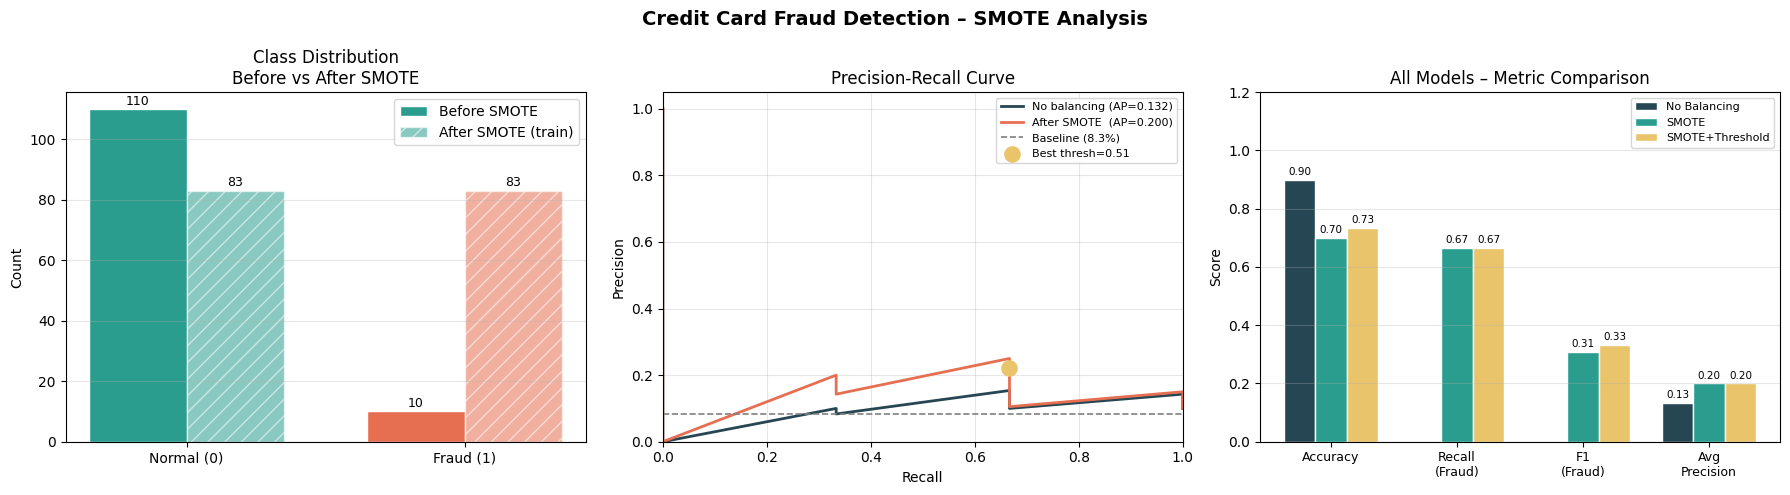 Credit Card Fraud Detection – SMOTE Analysis
Class Distribution
Before vs After SMOTE
Before SMOTE
After SMOTE (train)
110
83
10
83
Count
0
20
40
60
80
100
Normal (0)
Fraud (1)
Precision-Recall Curve
No balancing (AP=0.132)
After SMOTE  (AP=0.200)
Baseline (8.3%)
Best thresh=0.51
Precision
0.0
0.2
0.4
0.6
0.8
1.0
0.0
0.2
0.4
0.6
0.8
1.0
Recall
All Models – Metric Comparison
No Balancing
SMOTE
SMOTE+Threshold
Score
0.0
0.2
0.4
0.6
0.8
1.0
1.2
0.90
0.70
0.73
0.67
0.67
0.31
0.33
0.13
0.20
0.20
Accuracy
Recall
(Fraud)
F1
(Fraud)
Avg
Precision